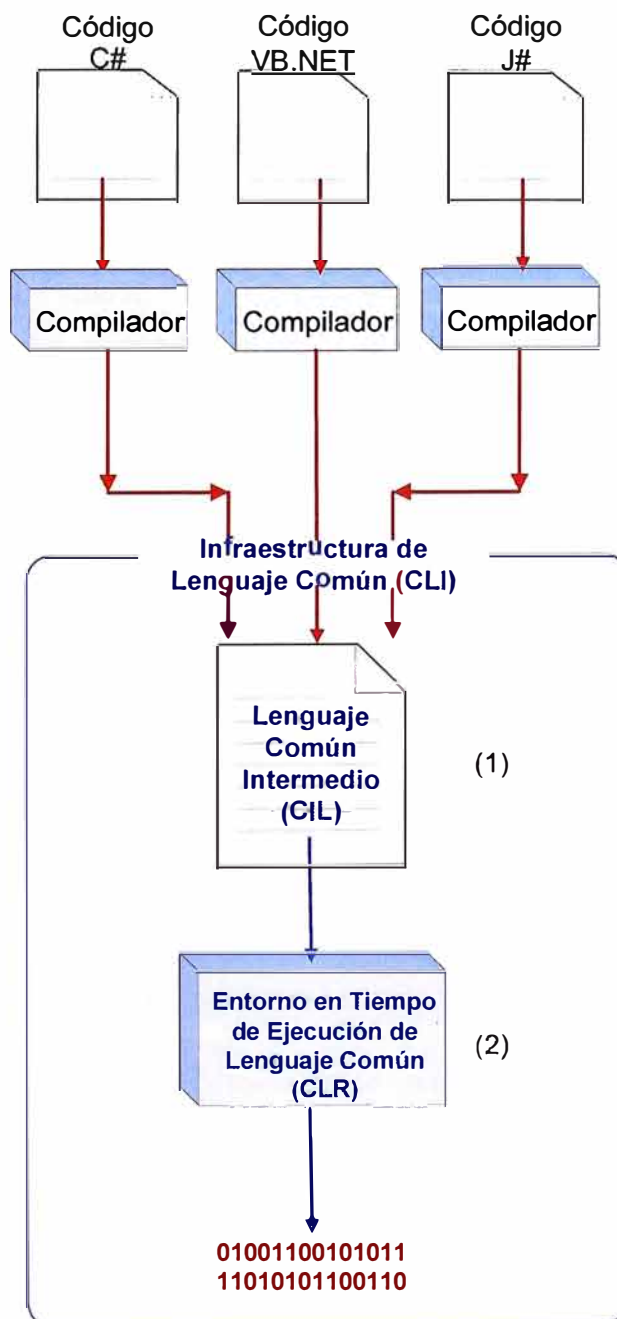 Código
C#
Código
VB.NET
Código
J#
Compilador
Compilador
Compilador
Infraestructura de
Lenguaje Común (CLI)
Lenguaje
Común
Intermedio
(CIL)
(1)
Entorno en Tiempo
de Ejecución de
Lenguaje Común
(CLR)
(2)
01001100101011
11010101100110